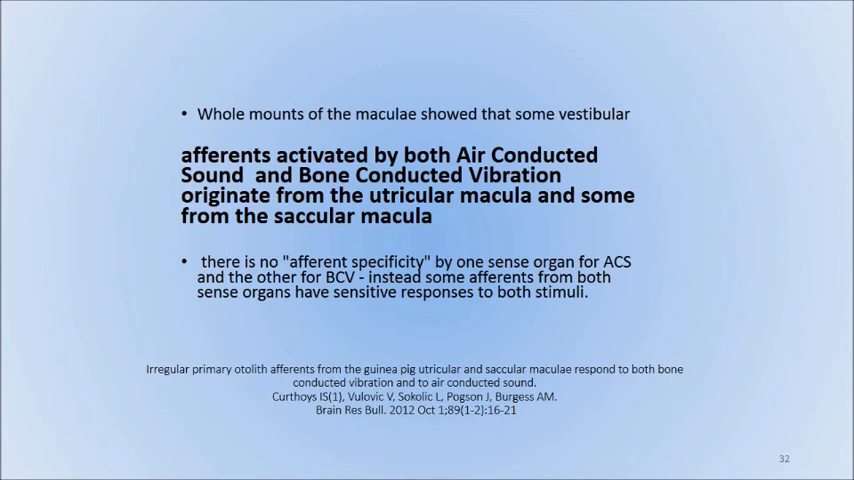 • Whole mounts of the maculae showed that some vestibular
afferents activated by both Air Conducted
Sound  and Bone Conducted Vibration
originate from the utricular macula and some
from the saccular macula
•  there is no "afferent specificity" by one sense organ for ACS
and the other for BCV - instead some afferents from both
sense organs have sensitive responses to both stimuli.
Irregular primary otolith afferents from the guinea pig utricular and saccular maculae respond to both bone
conducted vibration and to air conducted sound.
Curthoys IS(1), Vulovic V, Sokolic L, Pogson J, Burgess AM.
Brain Res Bull. 2012 Oct 1;89(1-2):16-21
32